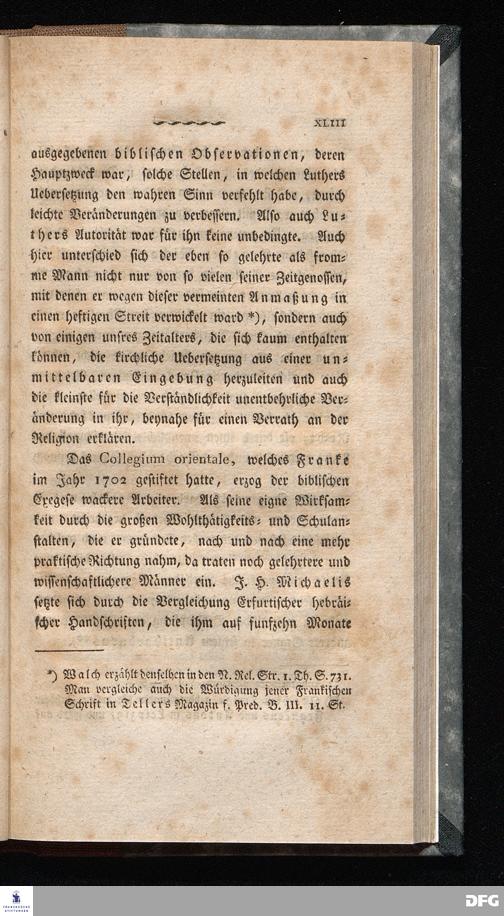 XLIII
ausgegebenen biblischen Observationen, deren
Hauptzweck war, solche Stellen, in welchen Luthers
Uebersetzung den wahren Sinn verfehlt habe, durch
leichte Veränderungen zu verbessern. Also auch Lu-
thers Autorität war für ihn keine unbedingte. Auch
hier unterschied sich der eben so gelehrte als from-
me Mann nicht nur von so vielen seiner Zeitgenossen,
mit denen er wegen dieser vermeinten Anmaßung in
einen heftigen Streit verwickelt ward *), sondern auch
von einigen unsres Zeitalters, die sich kaum enthalten
können, die kirchliche Uebersetzung aus einer un-
mittelbaren Eingebung herzuleiten und auch
die kleinste für die Verständlichkeit unentbehrliche Ver-
änderung in ihr, beynahe für einen Verrath an der
Religion erklären.
Das Collegium orientale, welches Franke
im Jahr 1702 gestiftet hatte, erzog der biblischen
Exegese wackere Arbeiter. Als seine eigne Wirksam-
keit durch die großen Wohlthätigkeits- und Schulan-
stalten, die er gründete, nach und nach eine mehr
praktische Richtung nahm, da traten noch gelehrtere und
wissenschaftlichere Männer ein. J. H. Michaelis
setzte sich durch die Vergleichung Erfurtischer hebräi-
scher Handschriften, die ihm auf funfzehn Monate
*) Walch erzählt denselben in den N. Rel. Str. 1. Th. S. 731.
Man vergleiche auch die Würdigung jener Frankischen
Schrift in Tellers Magazin f. Pred. B. III. 11. St.
DFG